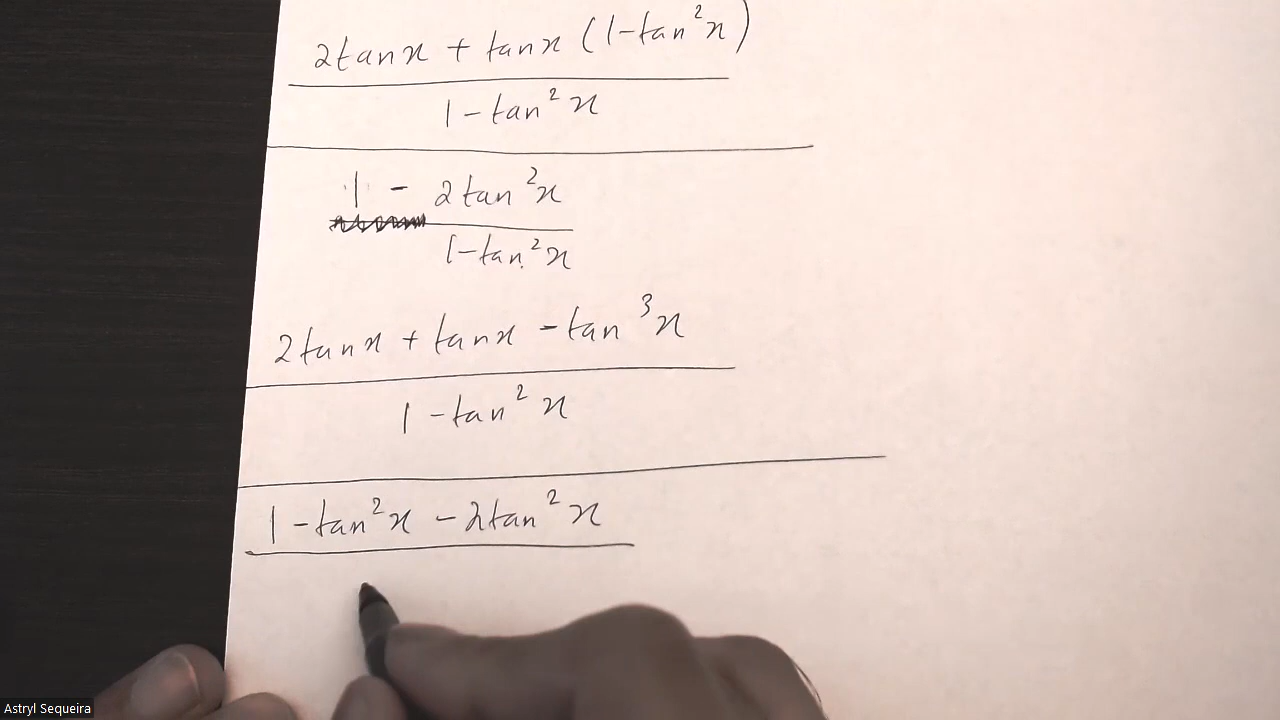 2tanx + tanx (1-tan²x)
1-tan²x
1 - 2tan²x
1-tan²x
2tanx + tanx - tan³x
1-tan²x
1-tan²x - 2tan²x
Astryl Sequeira